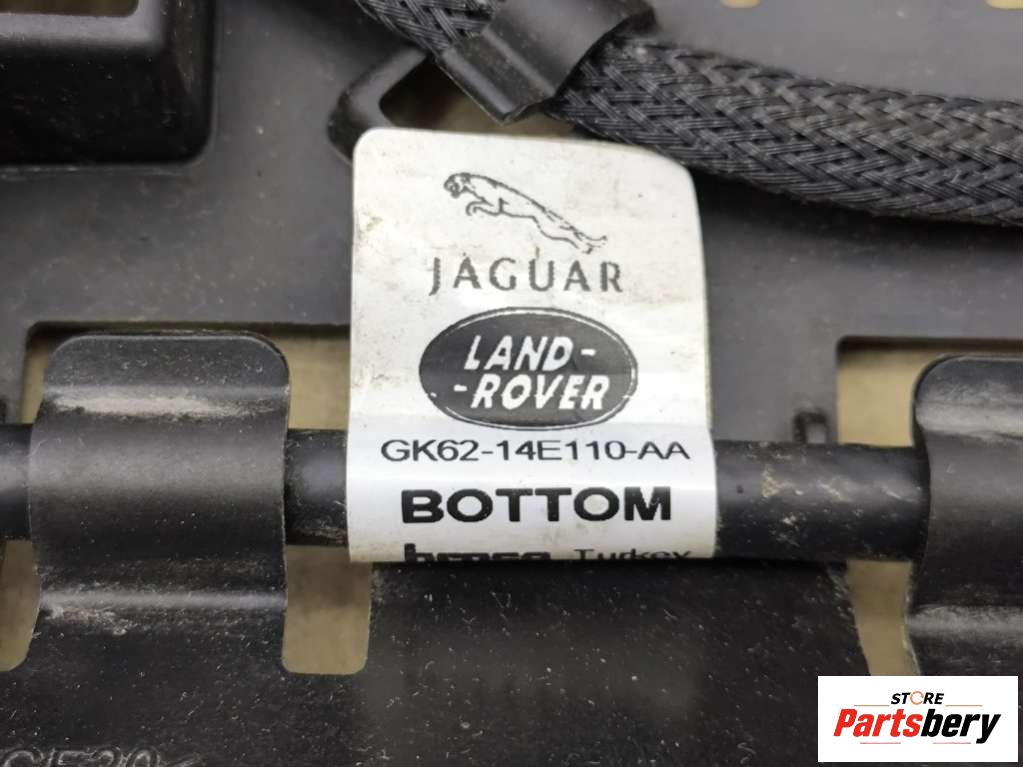 JAGUAR
LAND-
-ROVER
GK62-14E110-AA
BOTTOM
Turkey
STORE
Partsbery